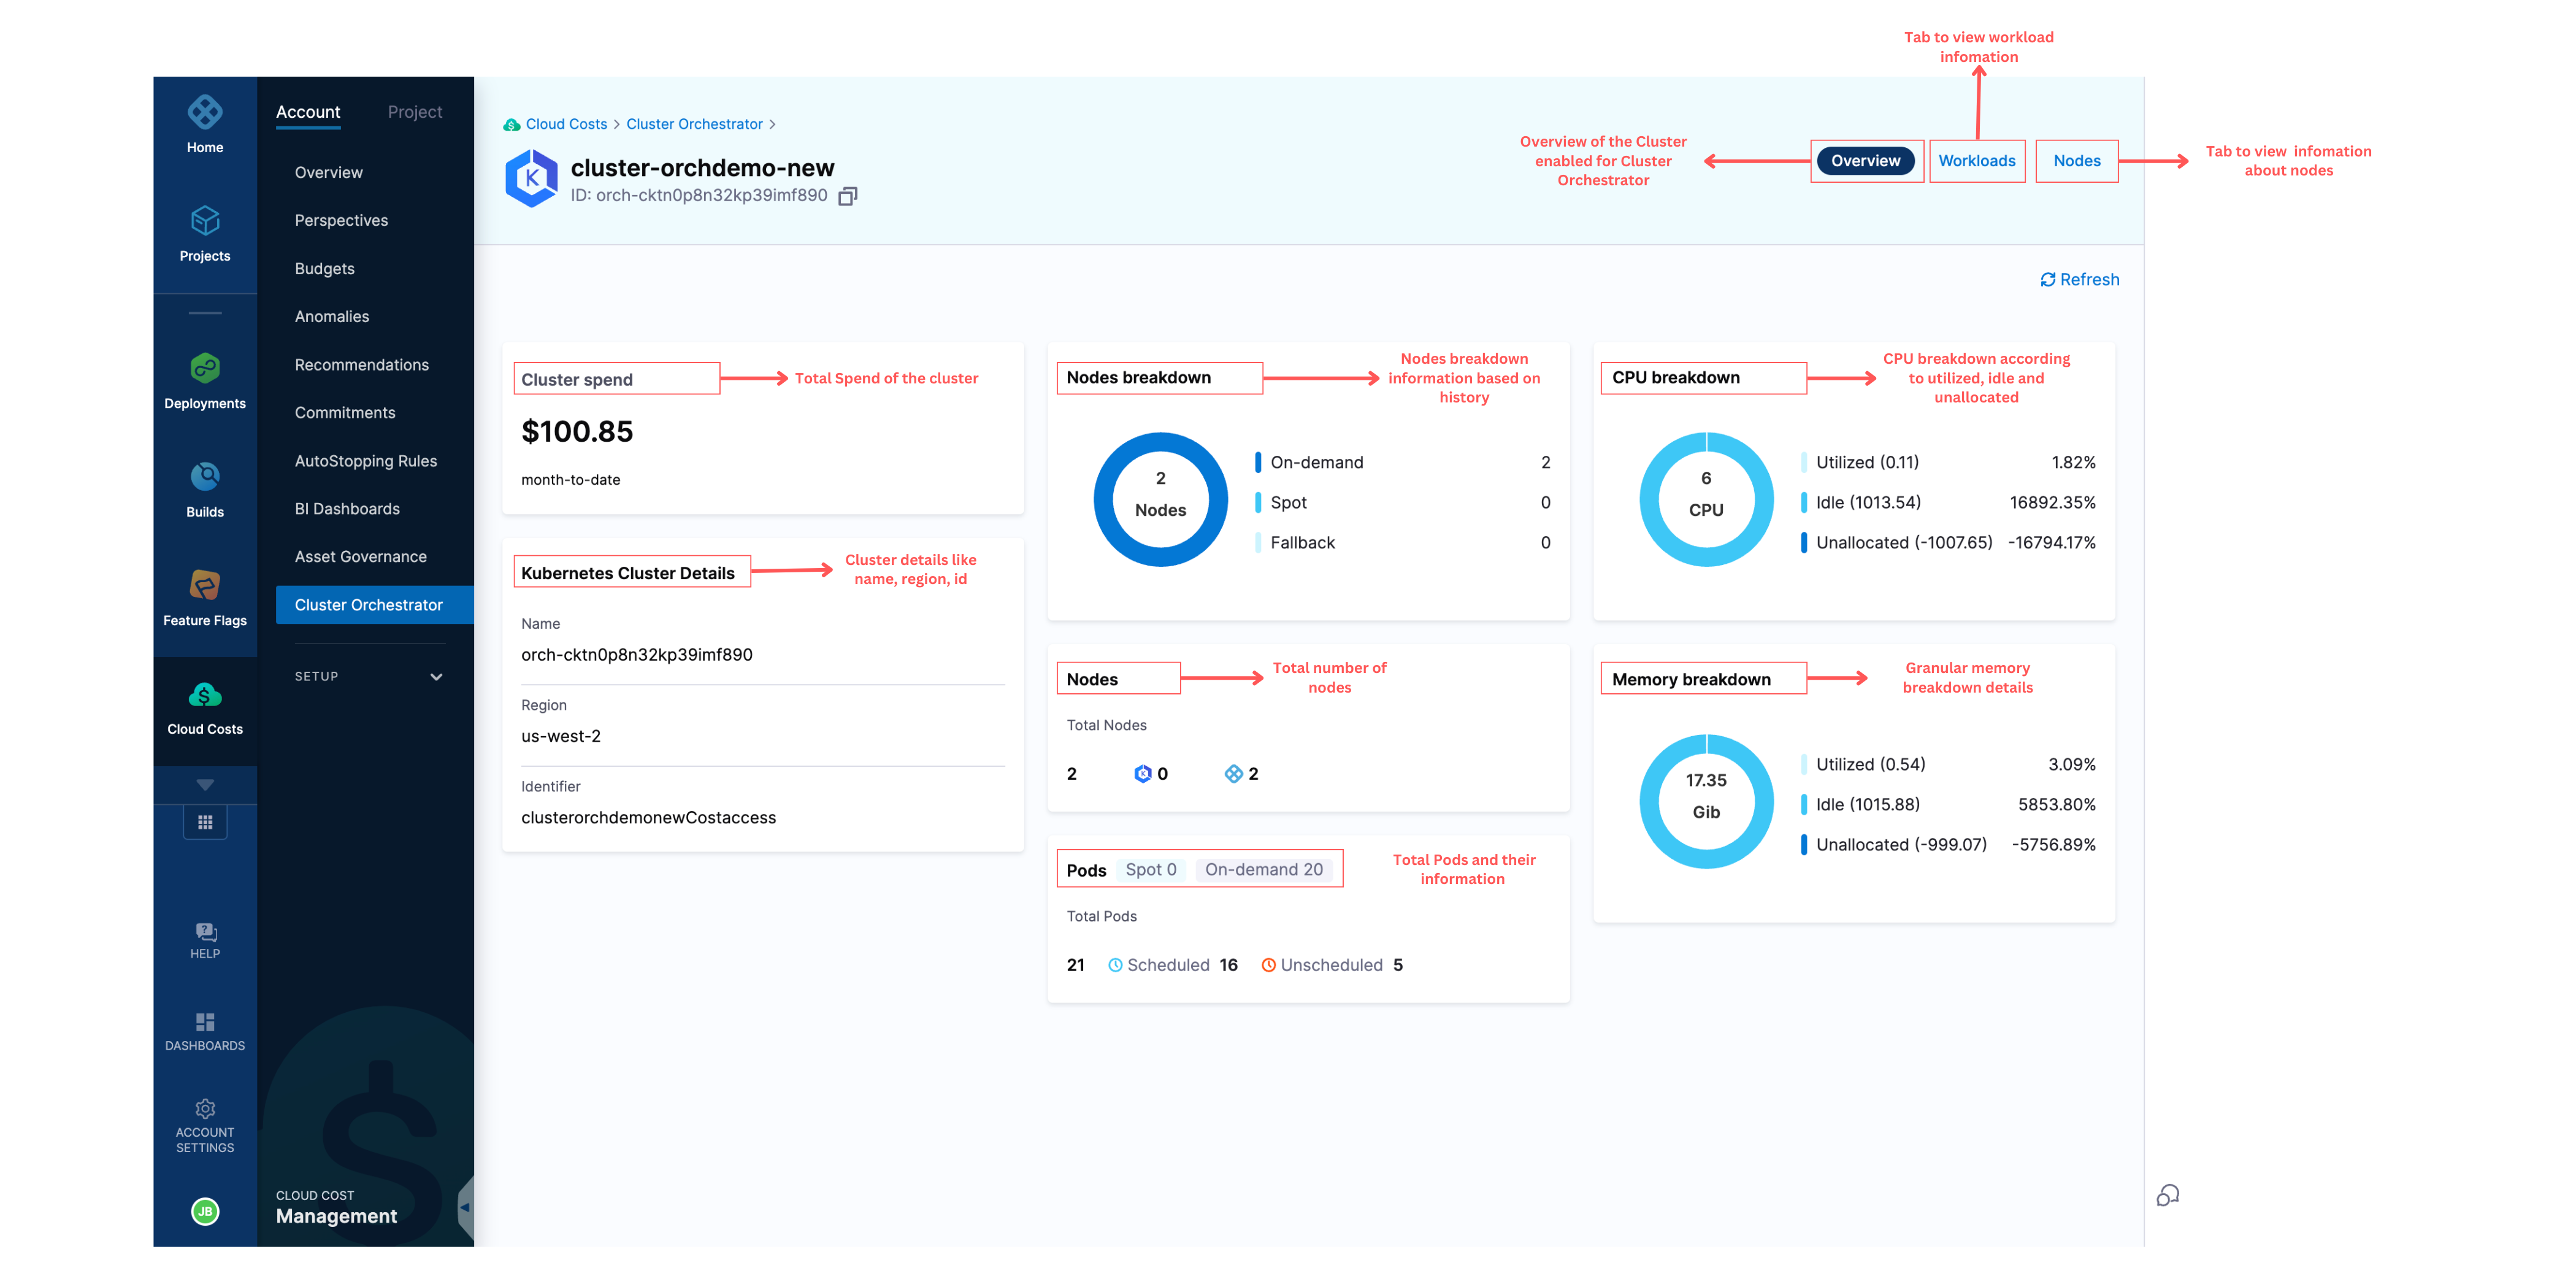 Tab to view workload
infomation
Home
Projects
Deployments
Builds
Feature Flags
Cloud Costs
HELP
DASHBOARDS
ACCOUNT
SETTINGS
JB
Account Project
Overview
Perspectives
Budgets
Anomalies
Recommendations
Commitments
AutoStopping Rules
BI Dashboards
Asset Governance
Cluster Orchestrator
SETUP
CLOUD COST
Management
Cloud Costs > Cluster Orchestrator >
K
cluster-orchdemo-new
ID: orch-cktn0p8n32kp39imf890
Overview of the Cluster
enabled for Cluster
Orchestrator
Overview Workloads Nodes
Tab to view infomation
about nodes
Refresh
Cluster spend
Total Spend of the cluster
$100.85
month-to-date
Kubernetes Cluster Details
Cluster details like
name, region, id
Name
orch-cktn0p8n32kp39imf890
Region
us-west-2
Identifier
clusterorchdemonewCostaccess
Nodes breakdown
Nodes breakdown
information based on
history
2
Nodes
On-demand 2
Spot 0
Fallback 0
Nodes
Total number of
nodes
Total Nodes
2 K 0 2
Pods Spot 0 On-demand 20
Total Pods and their
information
Total Pods
21 Scheduled 16 Unscheduled 5
CPU breakdown
CPU breakdown according
to utilized, idle and
unallocated
6
CPU
Utilized (0.11) 1.82%
Idle (1013.54) 16892.35%
Unallocated (-1007.65) -16794.17%
Memory breakdown
Granular memory
breakdown details
17.35
Gib
Utilized (0.54) 3.09%
Idle (1015.88) 5853.80%
Unallocated (-999.07) -5756.89%